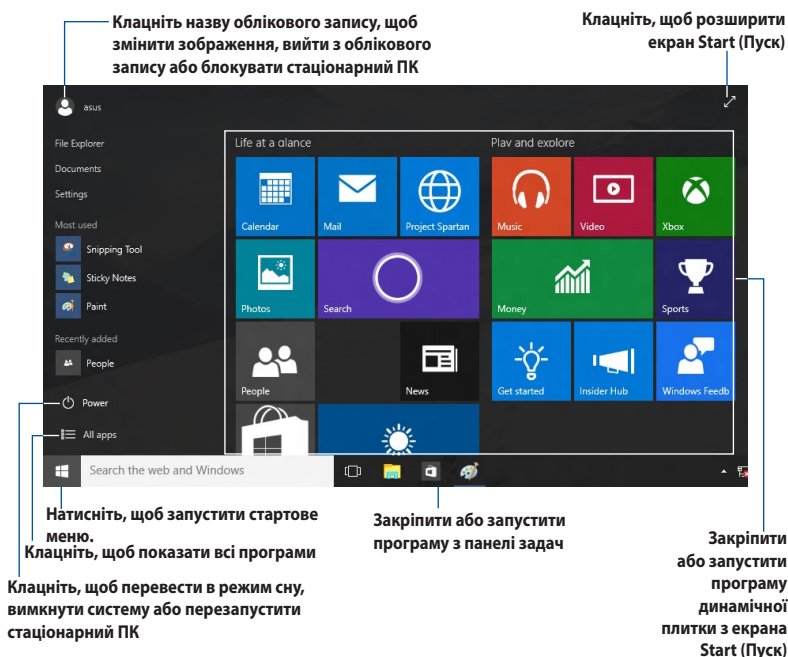 Клацніть назву облікового запису, щоб
змінити зображення, вийти з облікового
запису або блокувати стаціонарний ПК
Клацніть, щоб розширити
екран Start (Пуск)
asus
File Explorer
Documents
Settings
Most used
Snipping Tool
Sticky Notes
Paint
Recently added
People
Power
All apps
Life at a glance
Calendar
Mail
Project Spartan
Photos
Search
People
News
Play and explore
Music
Video
Xbox
Money
Sports
Get started
Insider Hub
Windows Feedb
Search the web and Windows
Натисніть, щоб запустити стартове
меню.
Клацніть, щоб показати всі програми
Клацніть, щоб перевести в режим сну,
вимкнути систему або перезапустити
стаціонарний ПК
Закріпити або запустити
програму з панелі задач
Закріпити
або запустити
програму
динамічної
плитки з екрана
Start (Пуск)